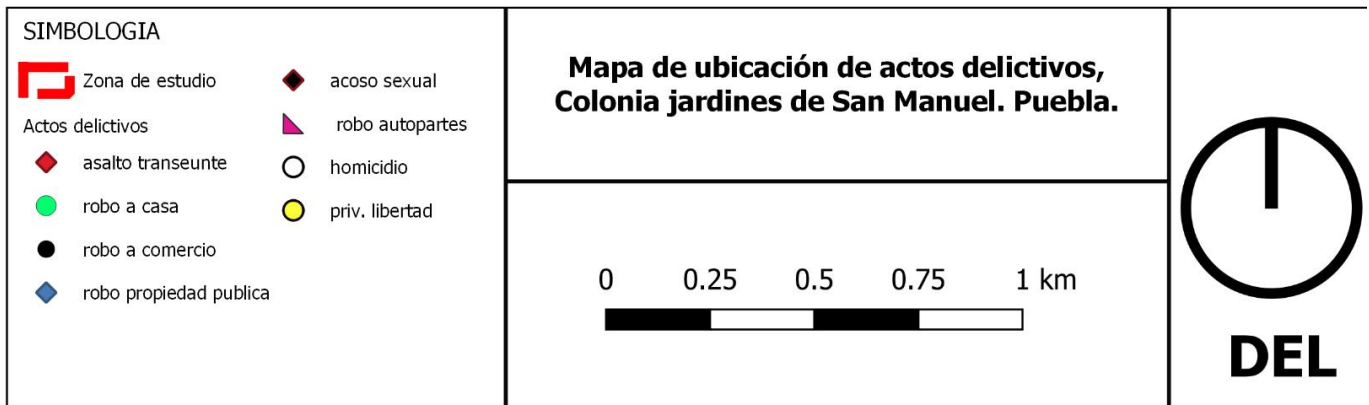 SIMBOLOGIA
Zona de estudio
Actos delictivos
asalto transeunte
robo a casa
robo a comercio
robo propiedad publica
acoso sexual
robo autopartes
homicidio
priv. libertad
Mapa de ubicación de actos delictivos,
Colonia jardines de San Manuel. Puebla.
0 0.25 0.5 0.75 1 km
DEL